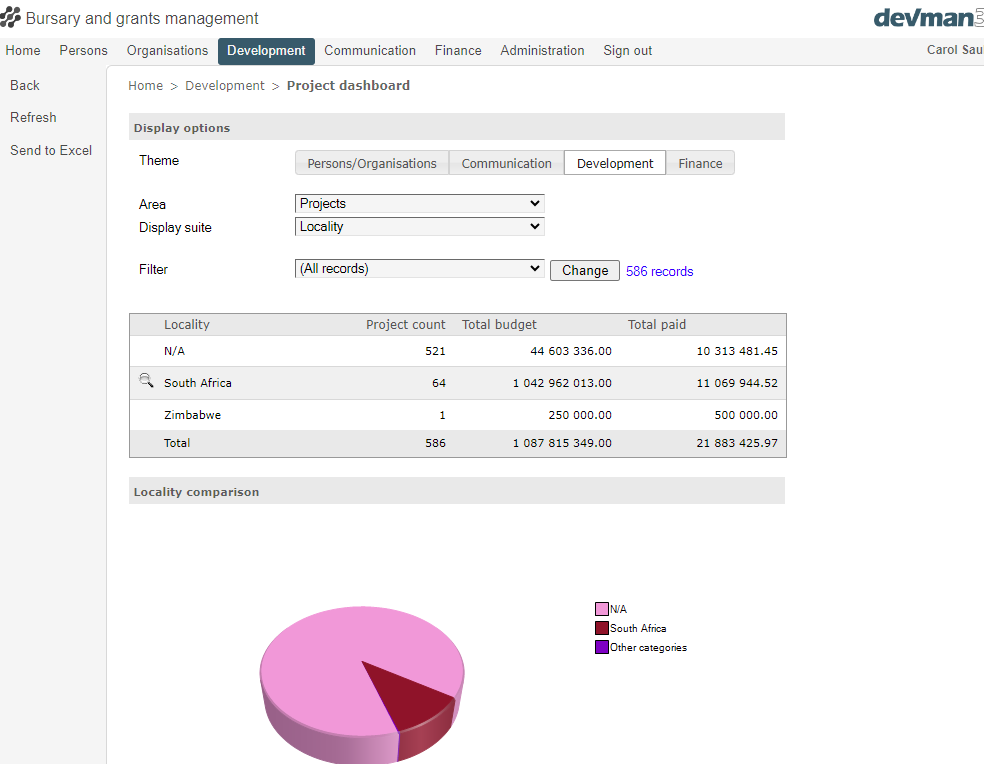 Bursary and grants management
devman
Home Persons Organisations Development Communication Finance Administration Sign out Carol Sau
Back
Refresh
Send to Excel
Home > Development > Project dashboard
Display options
Theme Persons/Organisations Communication Development Finance
Area Projects
Display suite Locality
Filter (All records) Change 586 records
Locality Project count Total budget Total paid
N/A 521 44 603 336.00 10 313 481.45
South Africa 64 1 042 962 013.00 11 069 944.52
Zimbabwe 1 250 000.00 500 000.00
Total 586 1 087 815 349.00 21 883 425.97
Locality comparison
N/A
South Africa
Other categories